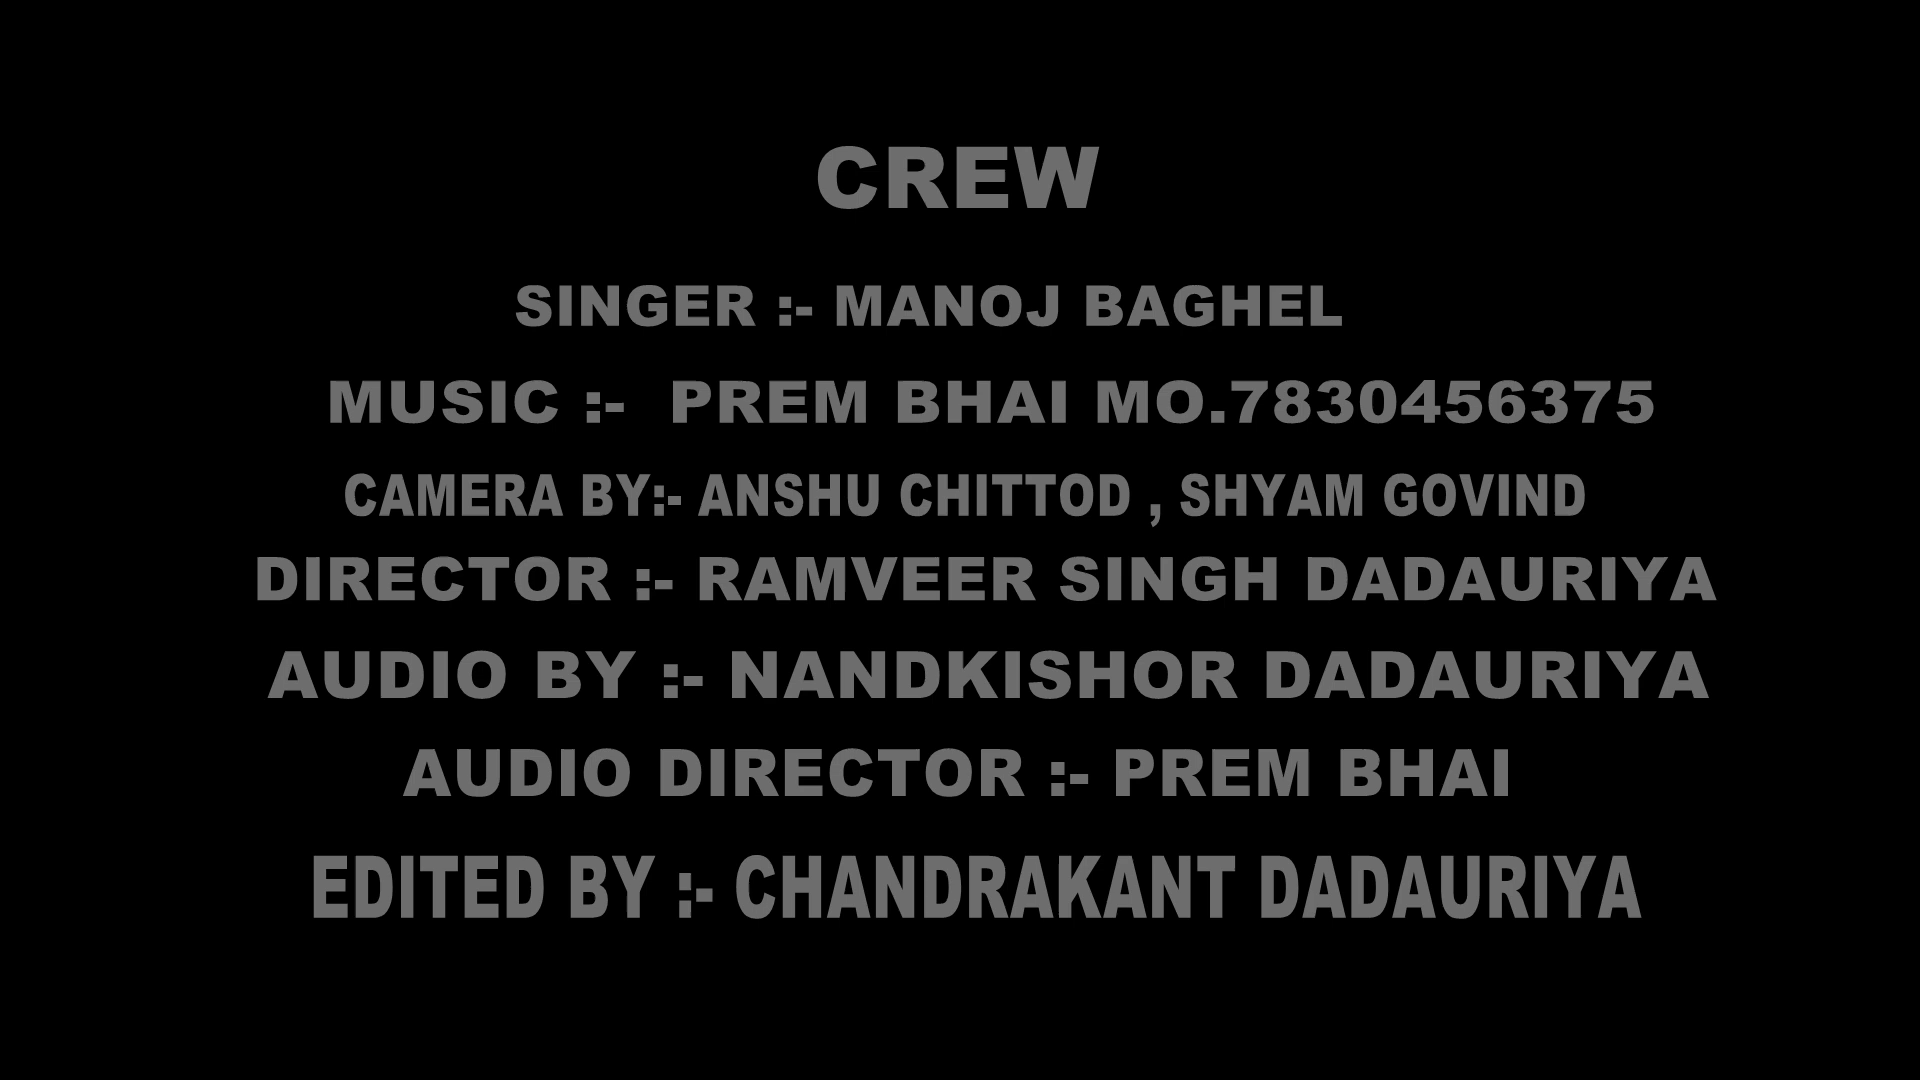 CREW
SINGER :- MANOJ BAGHEL
MUSIC :-  PREM BHAI MO.7830456375
CAMERA BY:- ANSHU CHITTOD , SHYAM GOVIND
DIRECTOR :- RAMVEER SINGH DADAURIYA
AUDIO BY :- NANDKISHOR DADAURIYA
AUDIO DIRECTOR :- PREM BHAI
EDITED BY :- CHANDRAKANT DADAURIYA